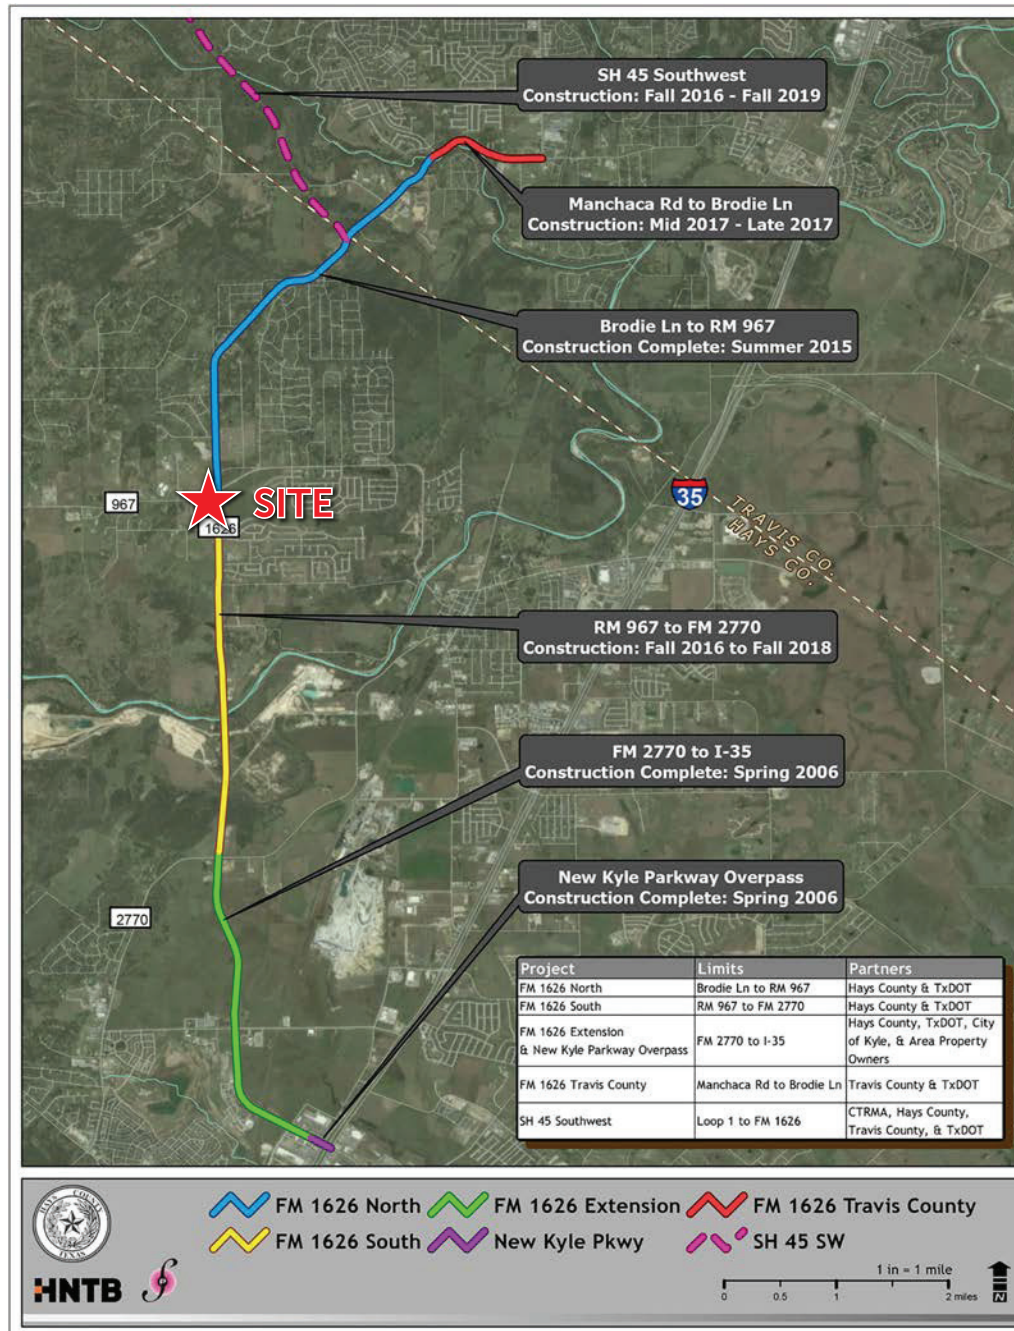 SH 45 Southwest
Construction: Fall 2016 - Fall 2019
Manchaca Rd to Brodie Ln
Construction: Mid 2017 - Late 2017
Brodie Ln to RM 967
Construction Complete: Summer 2015
967
SITE
1626
35
TRAVIS CO.
HAYS CO.
RM 967 to FM 2770
Construction: Fall 2016 to Fall 2018
FM 2770 to I-35
Construction Complete: Spring 2006
New Kyle Parkway Overpass
Construction Complete: Spring 2006
2770
Project Limits Partners
FM 1626 North Brodie Ln to RM 967 Hays County & TxDOT
FM 1626 South RM 967 to FM 2770 Hays County & TxDOT
FM 1626 Extension
& New Kyle Parkway Overpass
FM 2770 to I-35
Hays County, TxDOT, City
of Kyle, & Area Property
Owners
FM 1626 Travis County Manchaca Rd to Brodie Ln Travis County & TxDOT
SH 45 Southwest Loop 1 to FM 1626
CTRMA, Hays County,
Travis County, & TxDOT
HAYS COUNTY
TEXAS
FM 1626 North FM 1626 Extension FM 1626 Travis County
FM 1626 South New Kyle Pkwy SH 45 SW
HNTB
1 in = 1 mile
0 0.5 1 2 miles
N